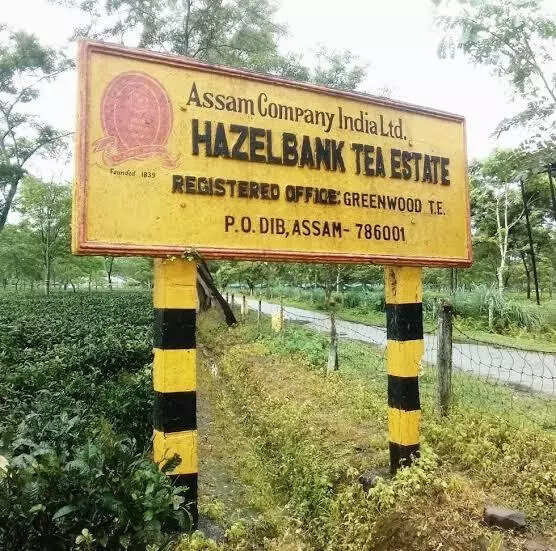 Assam Company India Ltd.
HAZELBANK TEA ESTATE
Founded 1839
REGISTERED OFFICE: GREENWOOD T.E.
P.O. DIB, ASSAM- 786001